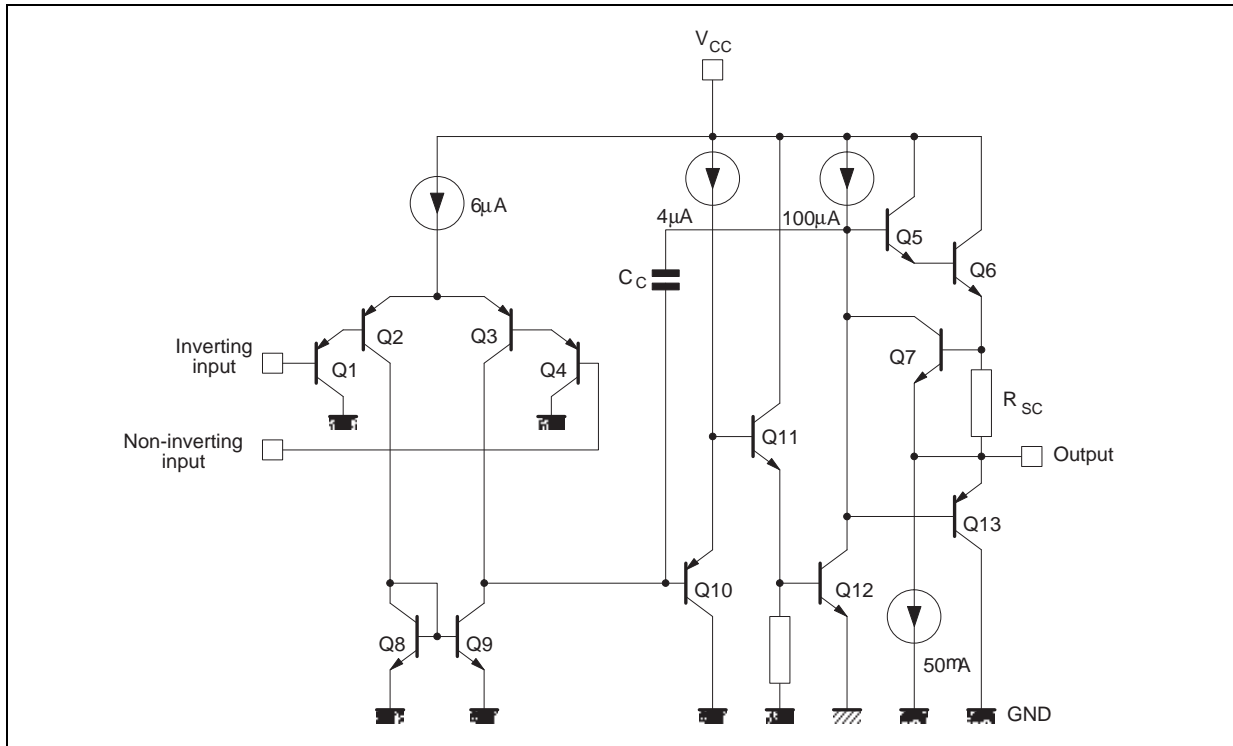 VCC
6μA
4μA
100μA
Q5
Q6
CC
Q2
Q3
Q1
Q4
Q7
Inverting
input
RSC
Non-inverting
input
Q11
Output
Q13
Q10
Q12
Q8
Q9
50mA
GND